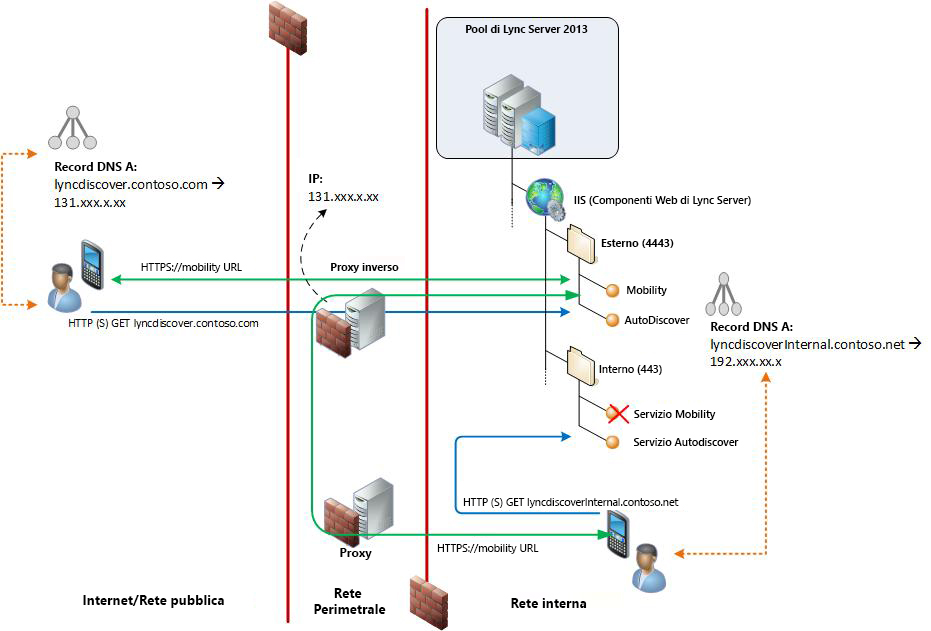 Pool di Lync Server 2013
Record DNS A:
lyncdiscover.contoso.com →
131.xxx.x.xx
IP:
131.xxx.x.xx
IIS (Componenti Web di Lync Server)
Esterno (4443)
HTTPS://mobility URL
Proxy inverso
Mobility
AutoDiscover
HTTP (S) GET lyncdiscover.contoso.com
Record DNS A:
lyncdiscoverInternal.contoso.net →
192.xxx.xx.x
Interno (443)
Servizio Mobility
Servizio Autodiscover
HTTP (S) GET lyncdiscoverInternal.contoso.net
HTTPS://mobility URL
Proxy
Internet/Rete pubblica
Rete
Perimetrale
Rete interna